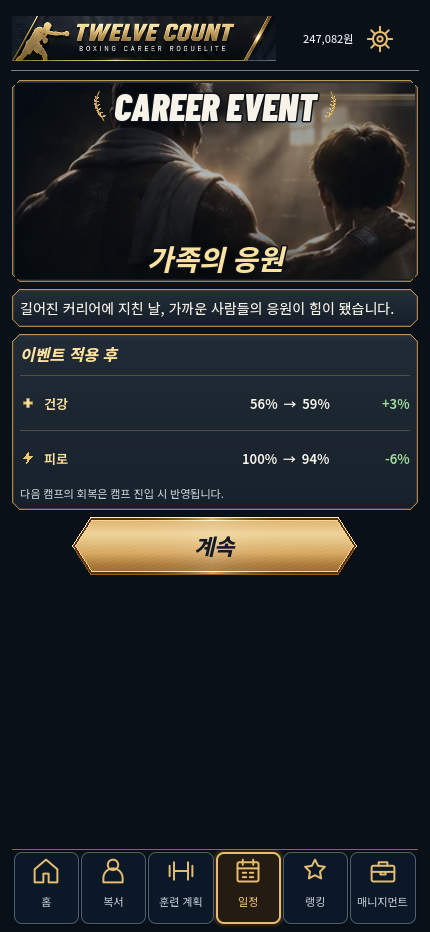 TWELVE COUNT
BOXING CAREER ROGUELITE
247,082원
CAREER EVENT
가족의 응원
길어진 커리어에 지친 날, 가까운 사람들의 응원이 힘이 됐습니다.
이벤트 적용 후
건강 56% → 59% +3%
피로 100% → 94% -6%
다음 캠프의 회복은 캠프 진입 시 반영됩니다.
계속
홈 복서 훈련 계획 일정 랭킹 매니지먼트